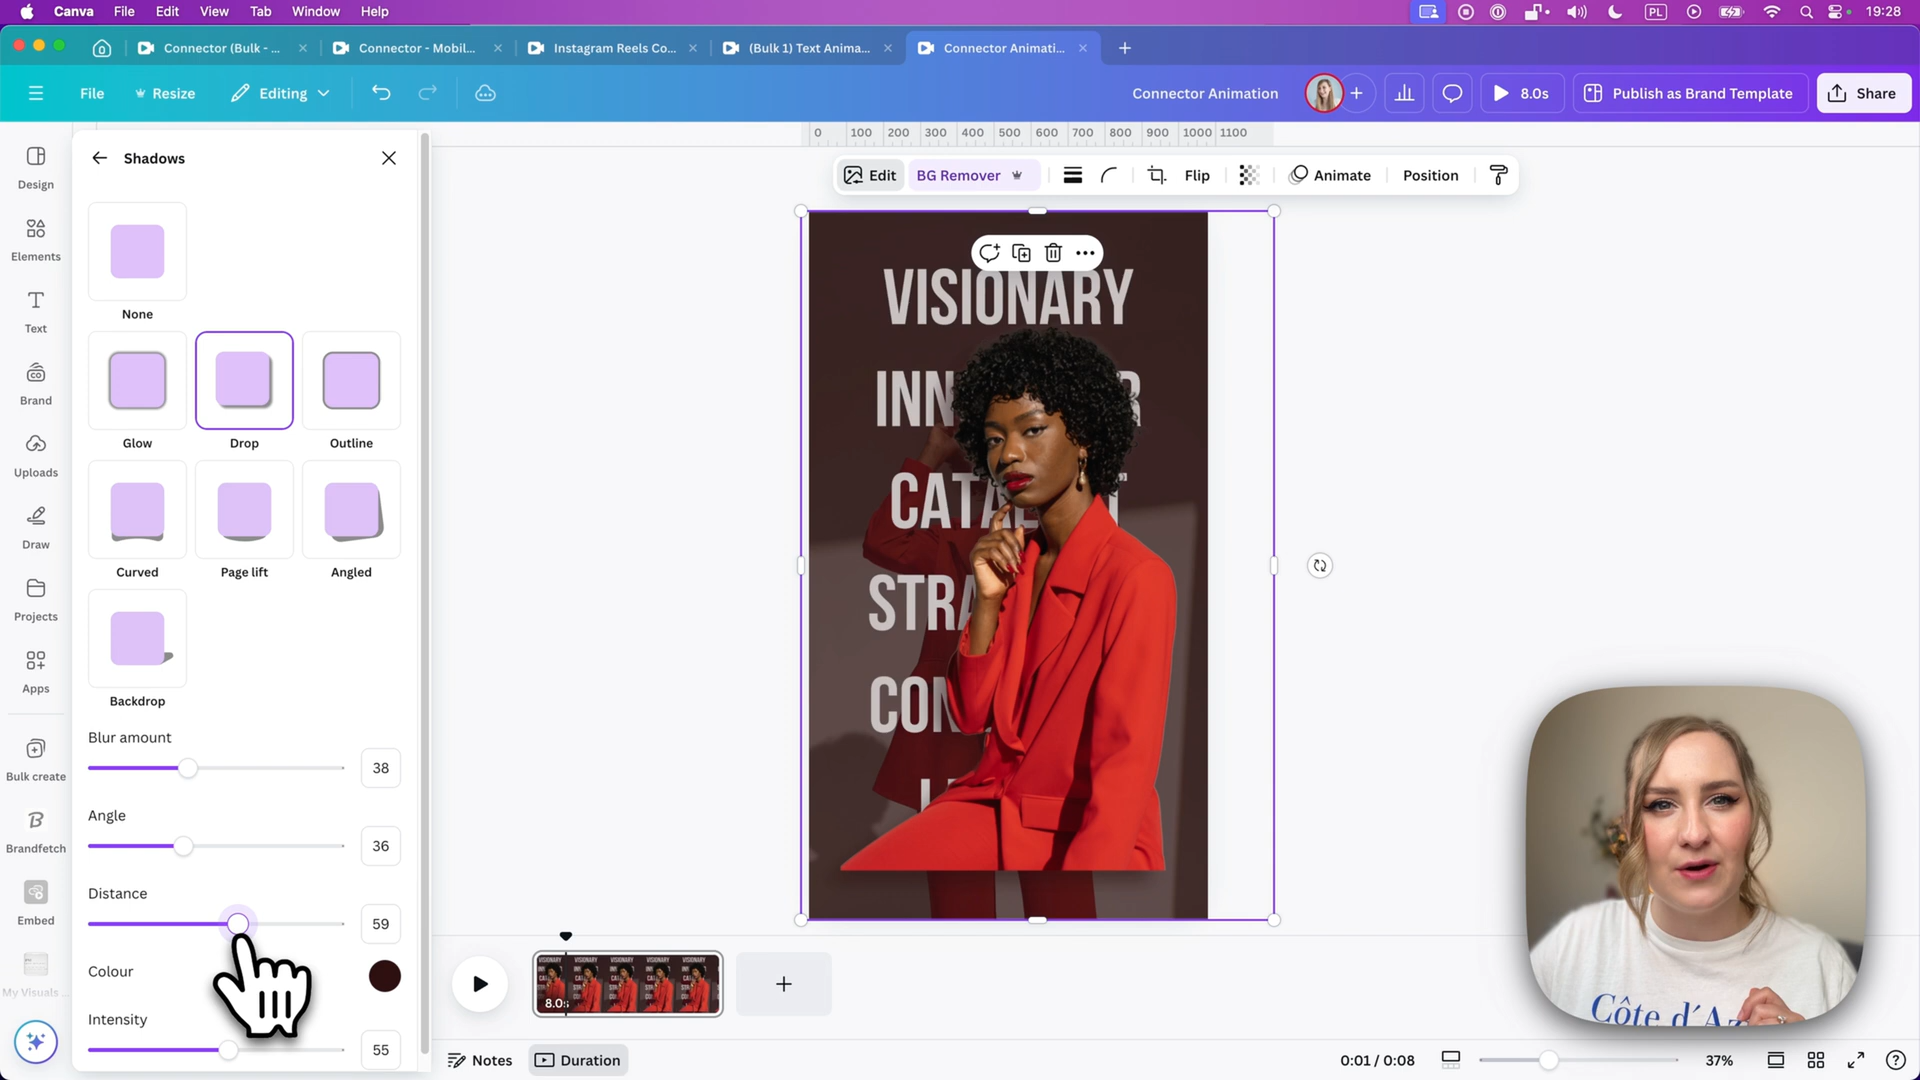 Canva File Edit View Tab Window Help PL 19:28
Connector (Bulk - ... Connector - Mobil... Instagram Reels Co... (Bulk 1) Text Anima... Connector Animati...
File Resize Editing Connector Animation 8.0s Publish as Brand Template Share
0 100 200 300 400 500 600 700 800 900 1000 1100
Edit BG Remover Flip Animate Position
Design
Elements
Text
Brand
Uploads
Draw
Projects
Apps
Bulk create
Brandfetch
Embed
My Visuals ...
Shadows
None
Glow Drop Outline
Curved Page lift Angled
Backdrop
Blur amount
38
Angle
36
Distance
59
Colour
Intensity
55
VISIONARY
INN R
CATA T
STRA
CON
8.0s
Notes Duration 0:01 / 0:08 37%
Côte d'Az